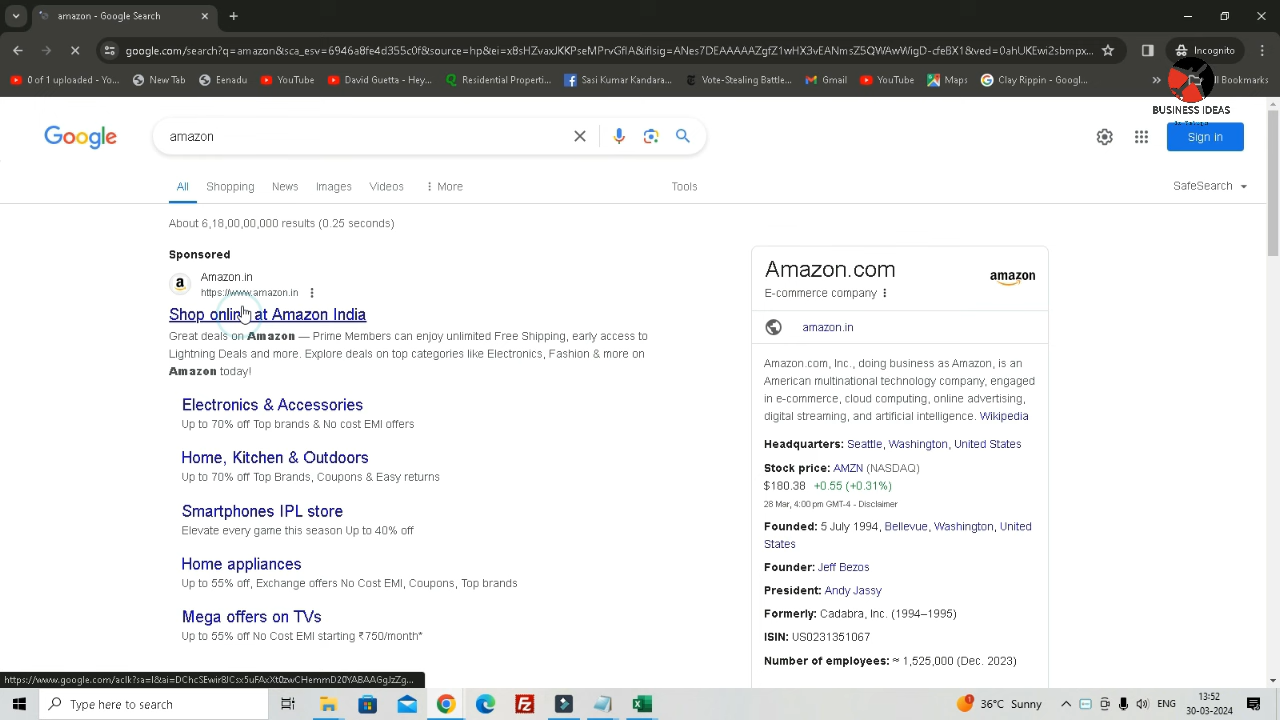 amazon - Google Search
google.com/search?q=amazon&sca_esv=6946a8fe4d355c0f&source=hp&ei=x8sHZvaxJKKPseMPrvGfiA&iflsig=ANes7DEAAAAAZgfZ1wHX3vEANmsZ5QWAwWigD-cfeBX1&ved=0ahUKEwi2sbmpx...
Incognito
0 of 1 uploaded - Yo...
New Tab
Eenadu
YouTube
David Guetta - Hey...
Residential Properti...
Sasi Kumar Kandara...
Vote-Stealing Battle...
Gmail
YouTube
Maps
Clay Rippin - Googl...
All Bookmarks
BUSINESS IDEAS
Google
amazon
Sign in
All
Shopping
News
Images
Videos
More
Tools
SafeSearch
About 6,18,00,00,000 results (0.25 seconds)
Sponsored
Amazon.in
https://www.amazon.in
Shop online at Amazon India
Great deals on Amazon — Prime Members can enjoy unlimited Free Shipping, early access to
Lightning Deals and more. Explore deals on top categories like Electronics, Fashion & more on
Amazon today!
Electronics & Accessories
Up to 70% off Top brands & No cost EMI offers
Home, Kitchen & Outdoors
Up to 70% off Top Brands, Coupons & Easy returns
Smartphones IPL store
Elevate every game this season Up to 40% off
Home appliances
Up to 55% off, Exchange offers No Cost EMI, Coupons, Top brands
Mega offers on TVs
Up to 55% off No Cost EMI starting ₹750/month*
Amazon.com
amazon
E-commerce company
amazon.in
Amazon.com, Inc., doing business as Amazon, is an
American multinational technology company, engaged
in e-commerce, cloud computing, online advertising,
digital streaming, and artificial intelligence. Wikipedia
Headquarters: Seattle, Washington, United States
Stock price: AMZN (NASDAQ)
$180.38 +0.55 (+0.31%)
28 Mar, 4:00 pm GMT-4 - Disclaimer
Founded: 5 July 1994, Bellevue, Washington, United
States
Founder: Jeff Bezos
President: Andy Jassy
Formerly: Cadabra, Inc. (1994–1995)
ISIN: US0231351067
Number of employees: ≈ 1,525,000 (Dec. 2023)
https://www.google.com/aclk?sa=l&ai=DChcSEwir8JCsx5uFAxXt0zwCHemmD20YABAAGgJzZg...
Type here to search
36°C Sunny
ENG
13:52
30-03-2024